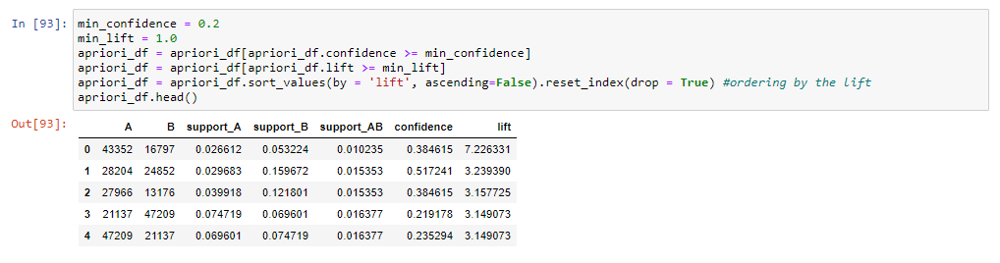 In [93]: min_confidence = 0.2
min_lift = 1.0
apriori_df = apriori_df[apriori_df.confidence >= min_confidence]
apriori_df = apriori_df[apriori_df.lift >= min_lift]
apriori_df = apriori_df.sort_values(by = 'lift', ascending=False).reset_index(drop = True) #ordering by the lift
apriori_df.head()
Out[93]:
A B support_A support_B support_AB confidence lift
0 43352 16797 0.026612 0.053224 0.010235 0.384615 7.226331
1 28204 24852 0.029683 0.159672 0.015353 0.517241 3.239390
2 27966 13176 0.039918 0.121801 0.015353 0.384615 3.157725
3 21137 47209 0.074719 0.069601 0.016377 0.219178 3.149073
4 47209 21137 0.069601 0.074719 0.016377 0.235294 3.149073